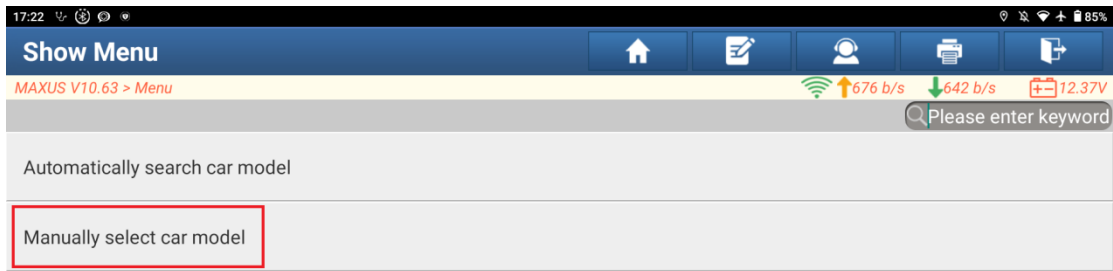 17:22
85%
Show Menu
MAXUS V10.63 > Menu
676 b/s
642 b/s
12.37V
Please enter keyword
Automatically search car model
Manually select car model